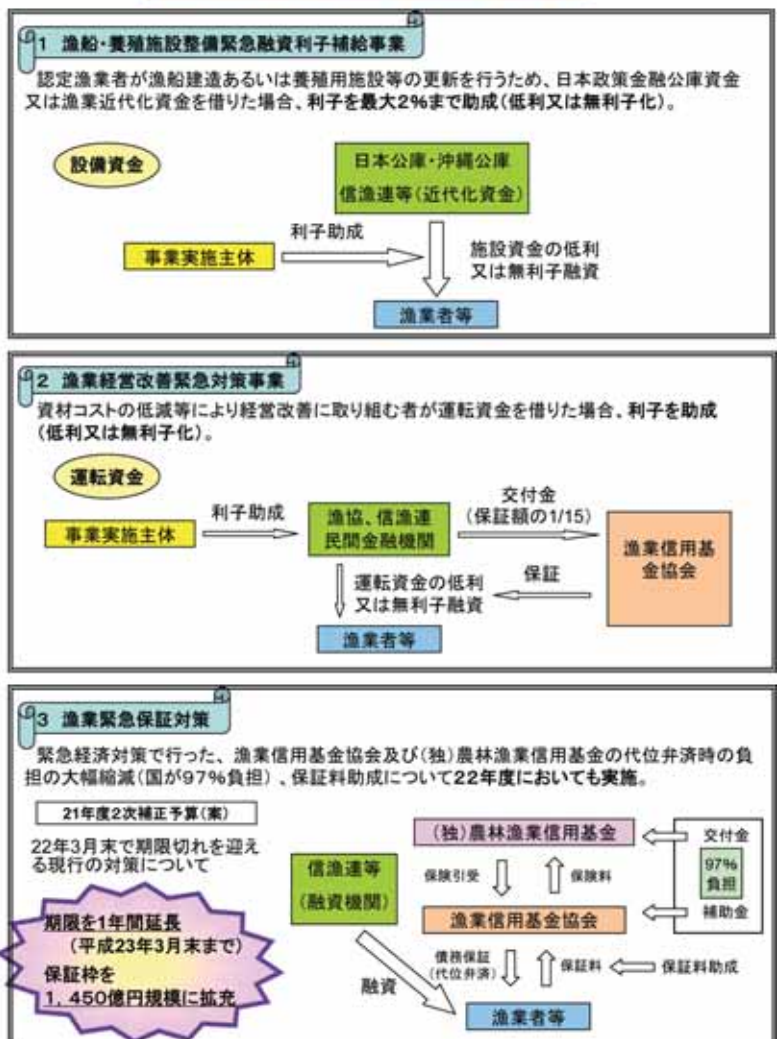 1 漁船・養殖施設整備緊急融資利子補給事業
認定漁業者が漁船建造あるいは養殖用施設等の更新を行うため、日本政策金融公庫資金
又は漁業近代化資金を借りた場合、利子を最大2%まで助成(低利又は無利子化)。
設備資金
日本公庫・沖縄公庫
信漁連等(近代化資金)
利子助成
事業実施主体
施設資金の低利
又は無利子融資
漁業者等
2 漁業経営改善緊急対策事業
資材コストの低減等により経営改善に取り組む者が運転資金を借りた場合、利子を助成
(低利又は無利子化)。
運転資金
事業実施主体
利子助成
漁協、信漁連
民間金融機関
交付金
(保証額の1/15)
漁業信用基
金協会
運転資金の低利
又は無利子融資
保証
漁業者等
3 漁業緊急保証対策
緊急経済対策で行った、漁業信用基金協会及び(独)農林漁業信用基金の代位弁済時の負
担の大幅縮減(国が97%負担)、保証料助成について22年度においても実施。
21年度2次補正予算(案)
22年3月末で期限切れを迎え
る現行の対策について
期限を1年間延長
(平成23年3月末まで)
保証枠を
1,450億円規模に拡充
信漁連等
(融資機関)
融資
(独)農林漁業信用基金
保険引受
保険料
漁業信用基金協会
債務保証
(代位弁済)
保証料
保証料助成
漁業者等
交付金
97%
負担
補助金